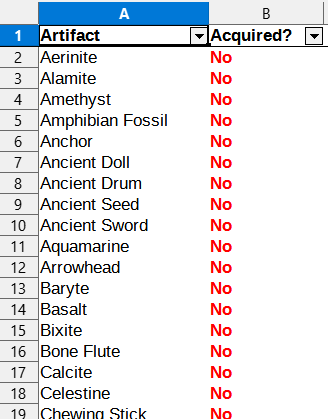 A B
1 Artifact Acquired?
2 Aerinite No
3 Alamite No
4 Amethyst No
5 Amphibian Fossil No
6 Anchor No
7 Ancient Doll No
8 Ancient Drum No
9 Ancient Seed No
10 Ancient Sword No
11 Aquamarine No
12 Arrowhead No
13 Baryte No
14 Basalt No
15 Bixite No
16 Bone Flute No
17 Calcite No
18 Celestine No
19 Chewing Stick No